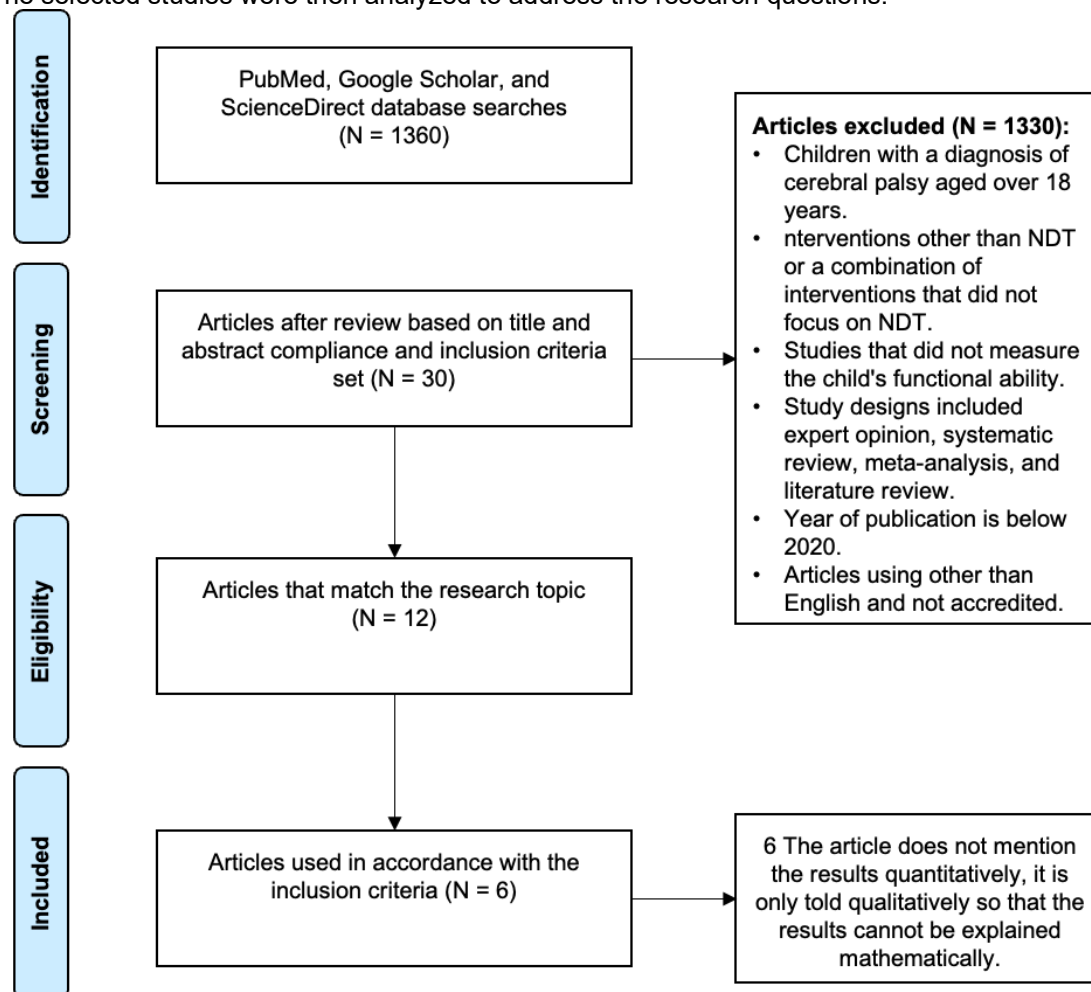 he selected studies were then analyzed to address the research questions.
Identification
PubMed, Google Scholar, and
ScienceDirect database searches
(N = 1360)
Articles excluded (N = 1330):
• Children with a diagnosis of
cerebral palsy aged over 18
years.
• nterventions other than NDT
or a combination of
interventions that did not
focus on NDT.
• Studies that did not measure
the child's functional ability.
• Study designs included
expert opinion, systematic
review, meta-analysis, and
literature review.
• Year of publication is below
2020.
• Articles using other than
English and not accredited.
Screening
Articles after review based on title and
abstract compliance and inclusion criteria
set (N = 30)
Eligibility
Articles that match the research topic
(N = 12)
Included
Articles used in accordance with the
inclusion criteria (N = 6)
6 The article does not mention
the results quantitatively, it is
only told qualitatively so that the
results cannot be explained
mathematically.